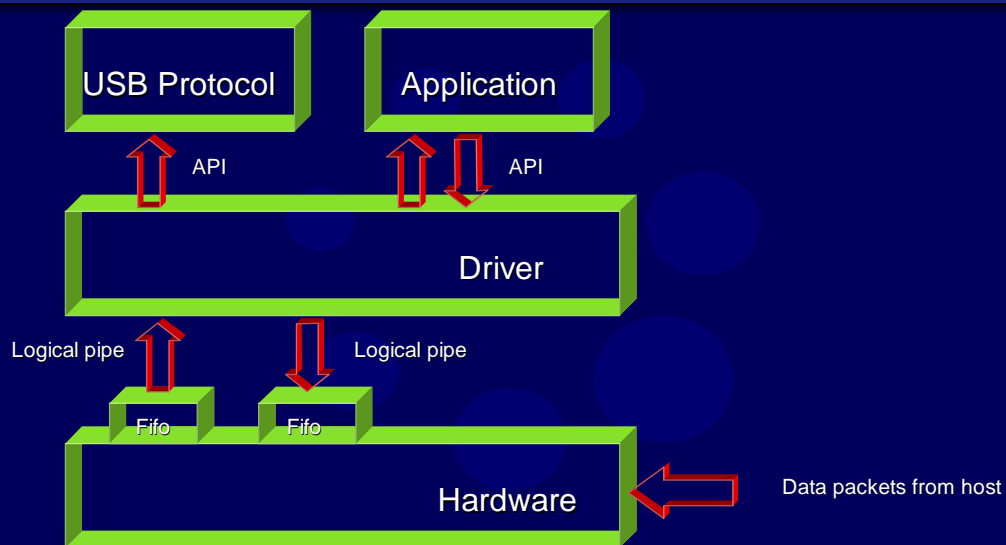 USB Protocol
Application
API
API
Driver
Logical pipe
Logical pipe
Fifo
Fifo
Hardware
Data packets from host